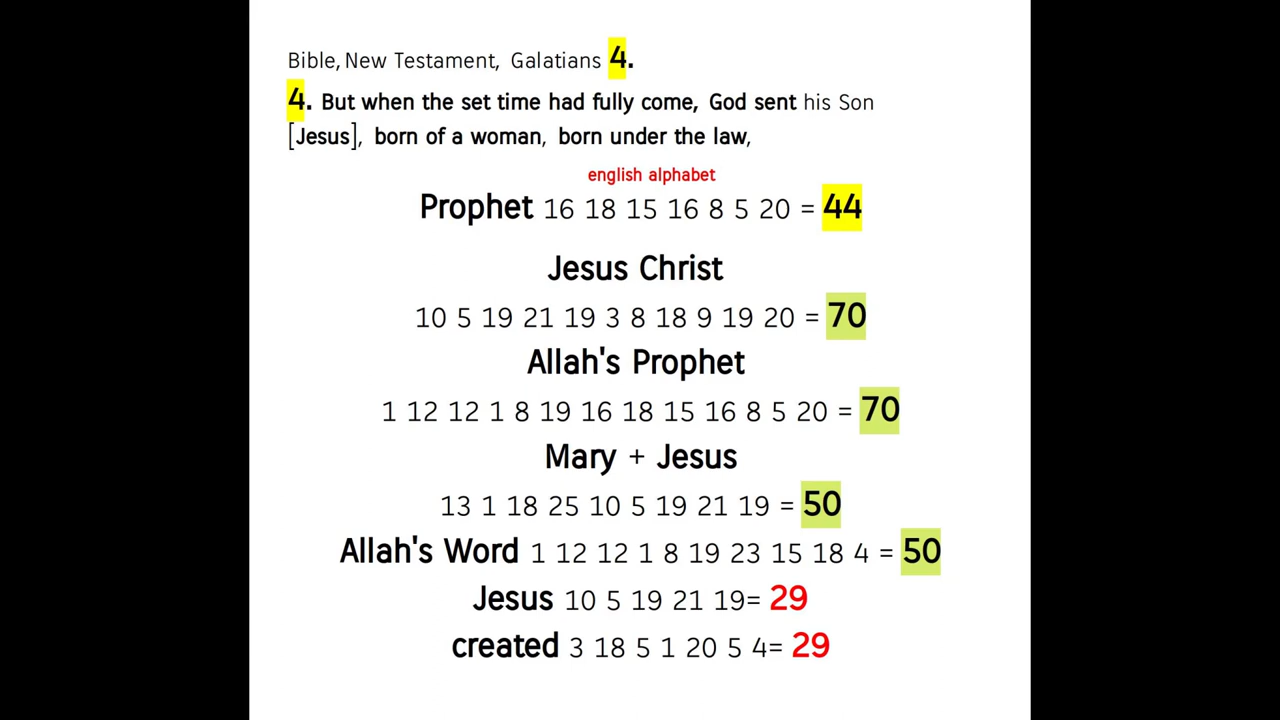 Bible, New Testament, Galatians 4.
4. But when the set time had fully come, God sent his Son
[Jesus], born of a woman, born under the law,
english alphabet
Prophet 16 18 15 16 8 5 20 = 44
Jesus Christ
10 5 19 21 19 3 8 18 9 19 20 = 70
Allah's Prophet
1 12 12 1 8 19 16 18 15 16 8 5 20 = 70
Mary + Jesus
13 1 18 25 10 5 19 21 19 = 50
Allah's Word 1 12 12 1 8 19 23 15 18 4 = 50
Jesus 10 5 19 21 19= 29
created 3 18 5 1 20 5 4= 29